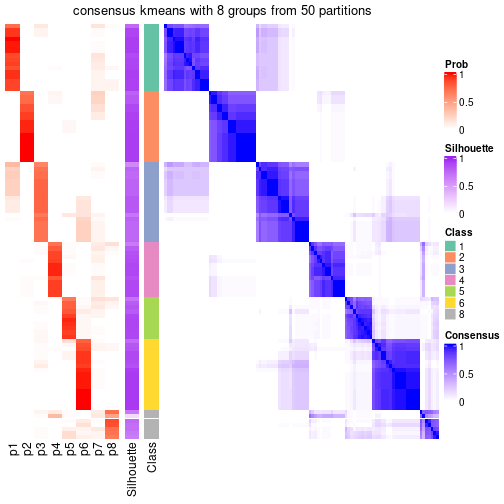 consensus kmeans with 8 groups from 50 partitions
Prob
1
0.5
0
Silhouette
1
0.5
0
Class
1
2
3
4
5
6
8
Consensus
1
0.5
0
p1
p2
p3
p4
p5
p6
p7
p8
Silhouette
Class